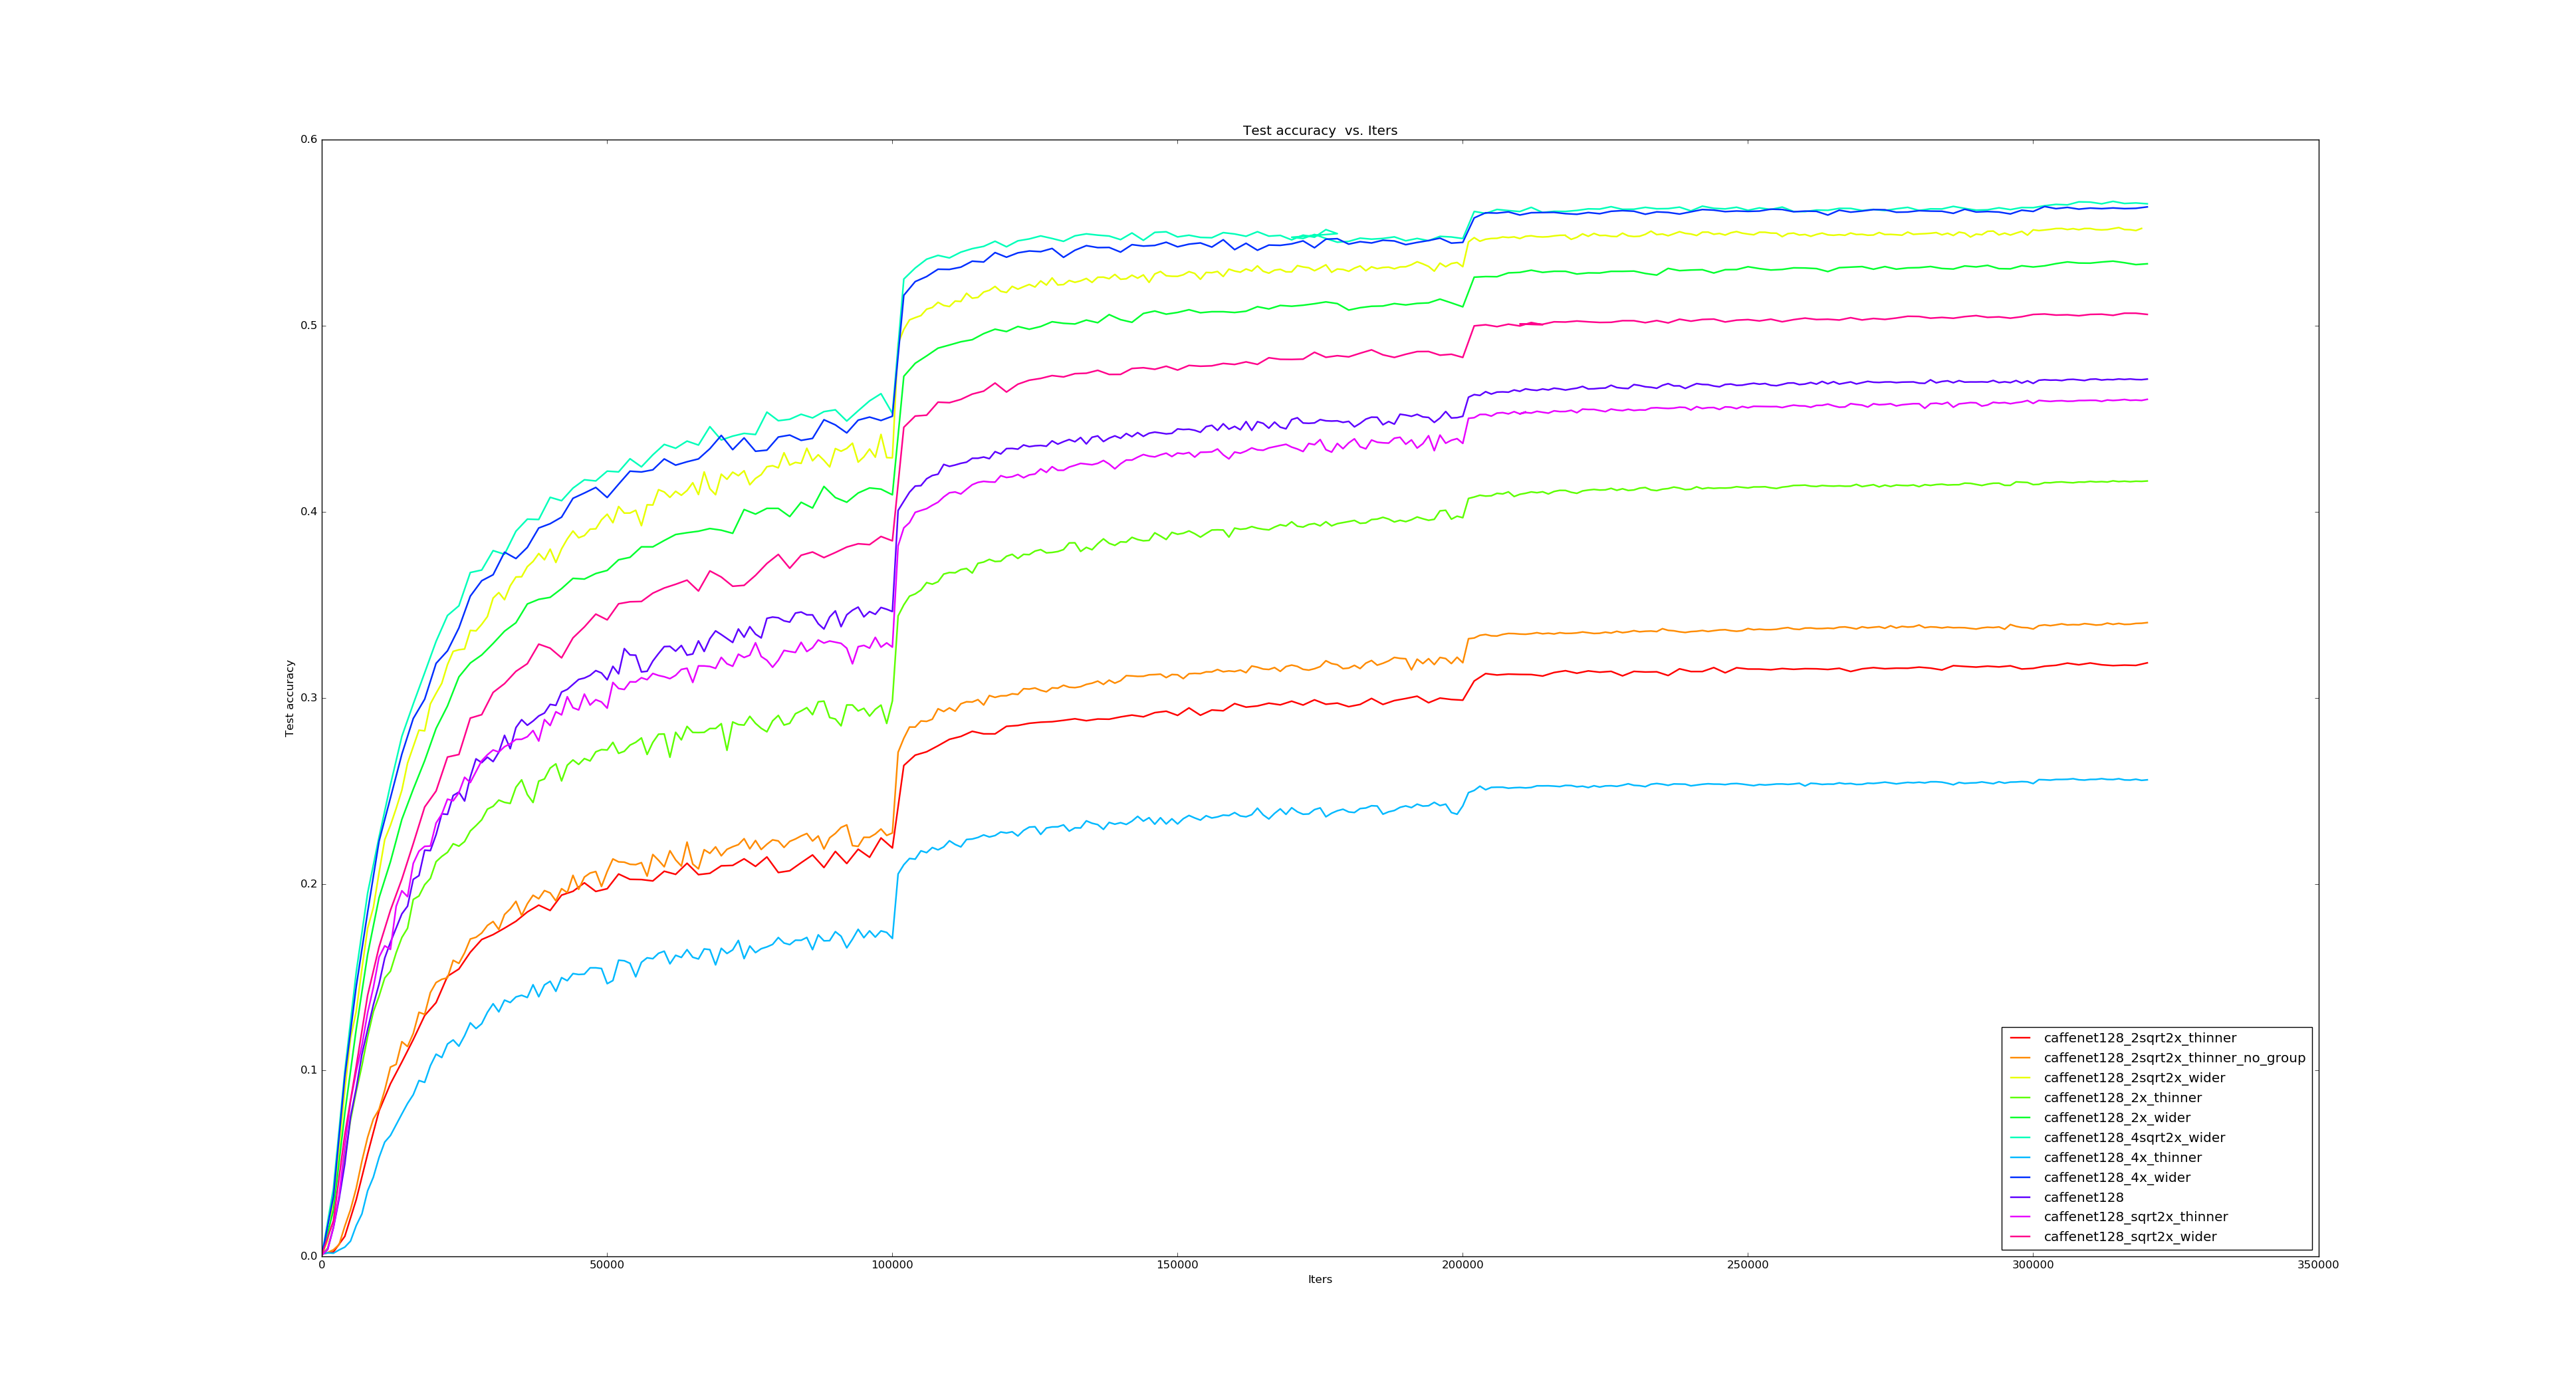 Test accuracy  vs. Iters
0.6
0.5
0.4
0.3
0.2
0.1
0.0
Test accuracy
0
50000
100000
150000
200000
250000
300000
350000
Iters
caffenet128_2sqrt2x_thinner
caffenet128_2sqrt2x_thinner_no_group
caffenet128_2sqrt2x_wider
caffenet128_2x_thinner
caffenet128_2x_wider
caffenet128_4sqrt2x_wider
caffenet128_4x_thinner
caffenet128_4x_wider
caffenet128
caffenet128_sqrt2x_thinner
caffenet128_sqrt2x_wider